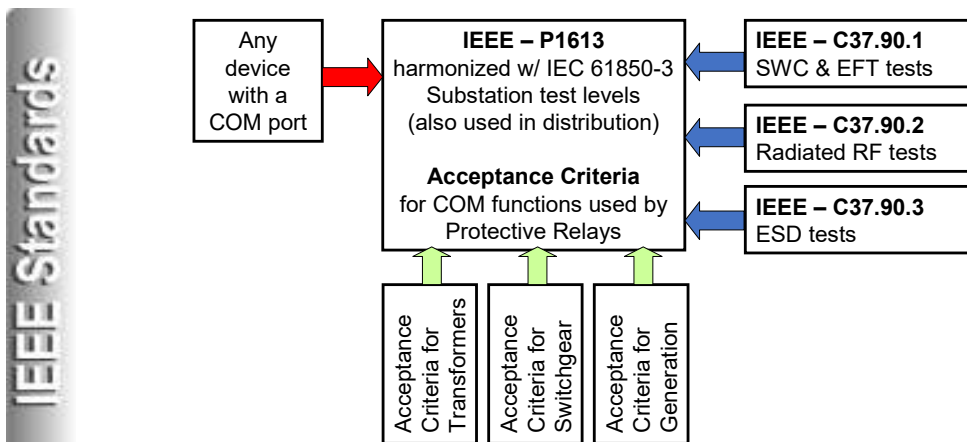 IEEE Standards
Any
device
with a
COM port
IEEE – P1613
harmonized w/ IEC 61850-3
Substation test levels
(also used in distribution)
Acceptance Criteria
for COM functions used by
Protective Relays
IEEE – C37.90.1
SWC & EFT tests
IEEE – C37.90.2
Radiated RF tests
IEEE – C37.90.3
ESD tests
Acceptance
Criteria for
Transformers
Acceptance
Criteria for
Switchgear
Acceptance
Criteria for
Generation